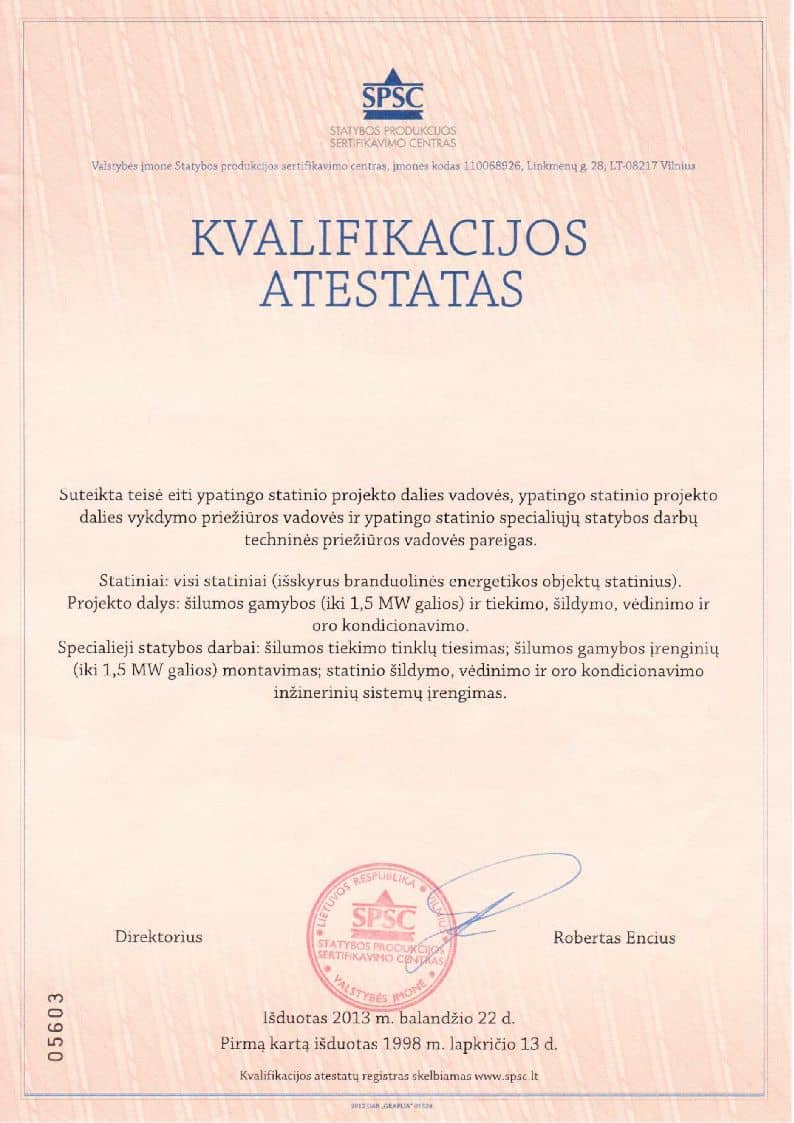 SPSC
STATYBOS PRODUKCIJOS
SERTIFIKAVIMO CENTRAS
Valstybės įmonė Statybos produkcijos sertifikavimo centras, įmonės kodas 110068926, Linkmenų g. 28, LT-08217 Vilnius
KVALIFIKACIJOS
ATESTATAS
Suteikta teisė eiti ypatingo statinio projekto dalies vadovės, ypatingo statinio projekto
dalies vykdymo priežiūros vadovės ir ypatingo statinio specialiųjų statybos darbų
techninės priežiūros vadovės pareigas.
Statiniai: visi statiniai (išskyrus branduolinės energetikos objektų statinius).
Projekto dalys: šilumos gamybos (iki 1,5 MW galios) ir tiekimo, šildymo, vėdinimo ir
oro kondicionavimo.
Specialieji statybos darbai: šilumos tiekimo tinklų tiesimas; šilumos gamybos įrenginių
(iki 1,5 MW galios) montavimas; statinio šildymo, vėdinimo ir oro kondicionavimo
inžinerinių sistemų įrengimas.
LIETUVOS RESPUBLIKA • VILNIUS
SPSC
STATYBOS PRODUKCIJOS
SERTIFIKAVIMO CENTRAS
• VALSTYBĖS ĮMONĖ •
Direktorius
Robertas Encius
05603
Išduotas 2013 m. balandžio 22 d.
Pirmą kartą išduotas 1998 m. lapkričio 13 d.
Kvalifikacijos atestatų registras skelbiamas www.spsc.lt